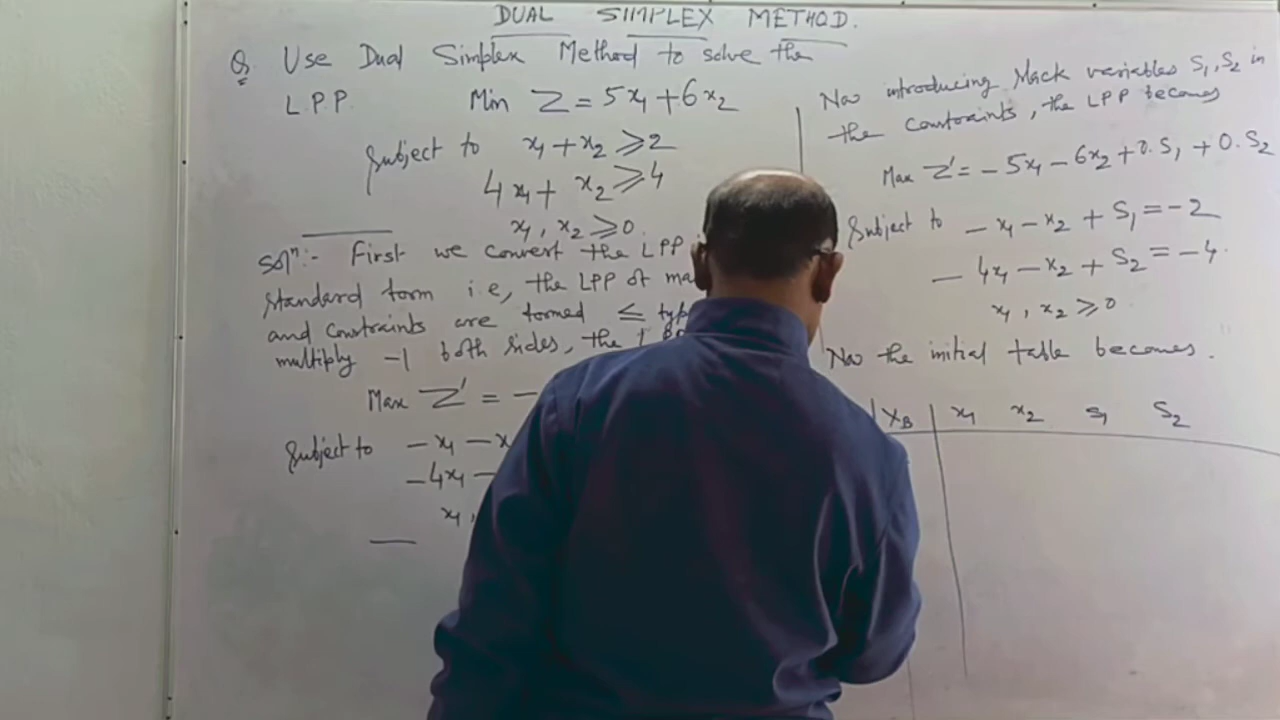 DUAL SIMPLEX METHOD.
Q. Use Dual Simplex Method to solve the
L.P.P. Min Z = 5x₁ + 6x₂
Subject to x₁ + x₂ ⩾ 2
4x₁ + x₂ ⩾ 4
x₁, x₂ ⩾ 0
Solⁿ:- First we convert the LPP
standard form i.e, the LPP of
and constraints are formed ≤
multiply -1 both sides, the
Max Z' = -
Subject to -x₁ - x
-4x₁ -
x₁,
Now introducing slack variables S₁, S₂ in
the constraints, the LPP becomes
Max Z' = -5x₁ - 6x₂ + 0.S₁ + 0.S₂
Subject to -x₁ - x₂ + S₁ = -2
-4x₁ - x₂ + S₂ = -4.
x₁, x₂ ⩾ 0.
Now the initial table becomes.
X_B x₁ x₂ S₁ S₂